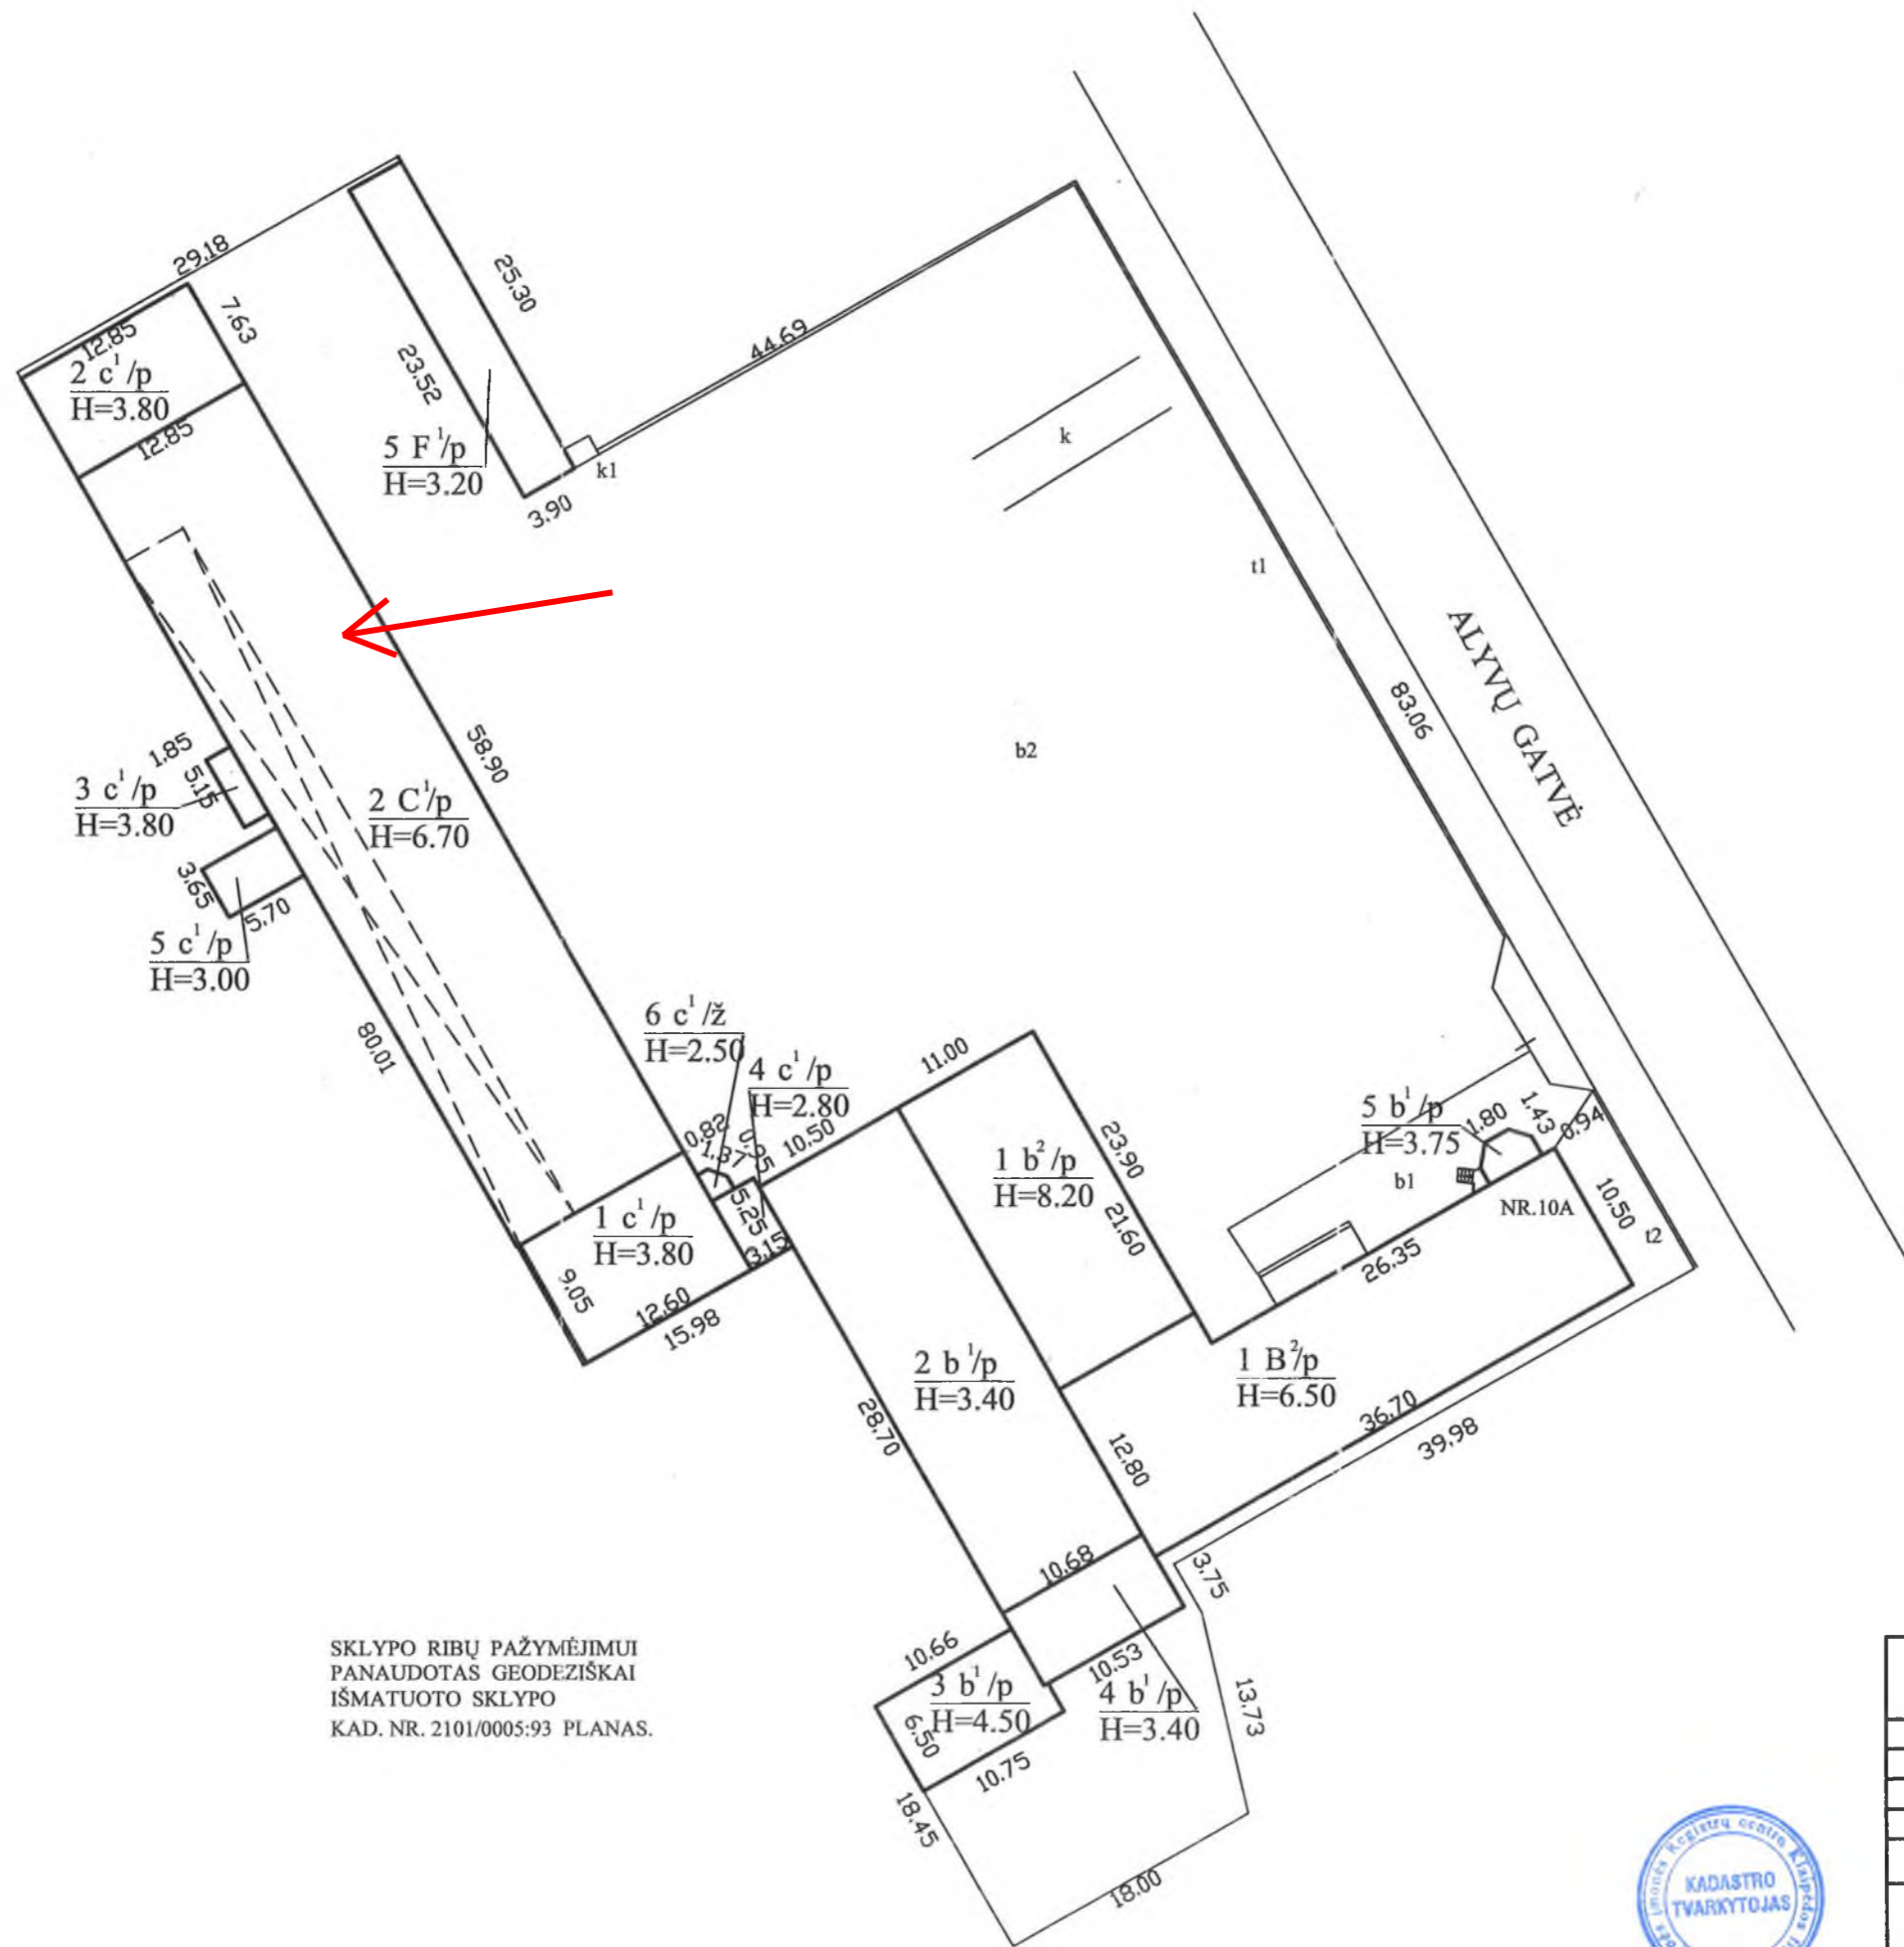 29.18
7.63
12.85
2 c¹/p
H=3.80
12.85
25.30
23.52
5 F¹/p
H=3.20
3.90
k1
44.69
k
t1
ALYVŲ GATVĖ
83.06
b2
58.90
1.85
5.15
3 c¹/p
H=3.80
2 C¹/p
H=6.70
3.65
5.70
5 c¹/p
H=3.00
80.01
6 c¹/ž
H=2.50
4 c¹/p
H=2.80
0.82
1.37
0.95
10.50
11.00
5.25
3.15
1 c¹/p
H=3.80
9.05
12.60
15.98
1 b²/p
H=8.20
23.90
21.60
5 b¹/p
H=3.75
1.80
1.43
0.94
b1
NR.10A
10.50
t2
26.35
1 B²/p
H=6.50
36.70
39.98
2 b¹/p
H=3.40
28.70
12.80
10.68
3.75
10.66
10.53
3 b¹/p
H=4.50
6.50
10.75
4 b¹/p
H=3.40
13.73
18.45
18.00
SKLYPO RIBŲ PAŽYMĖJIMUI
PANAUDOTAS GEODEZIŠKAI
IŠMATUOTO SKLYPO
KAD. NR. 2101/0005:93 PLANAS.
įmonės Registrų centro Klaipėdos
KADASTRO
TVARKYTOJAS